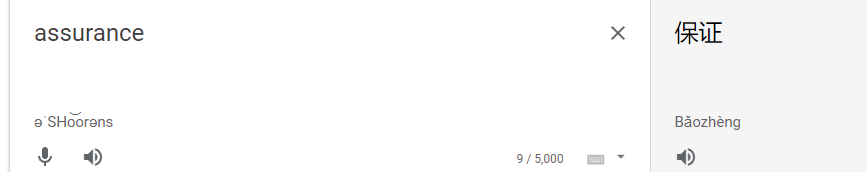 assurance
保证
əˈSHo͝orəns
Bǎozhèng
9 / 5,000